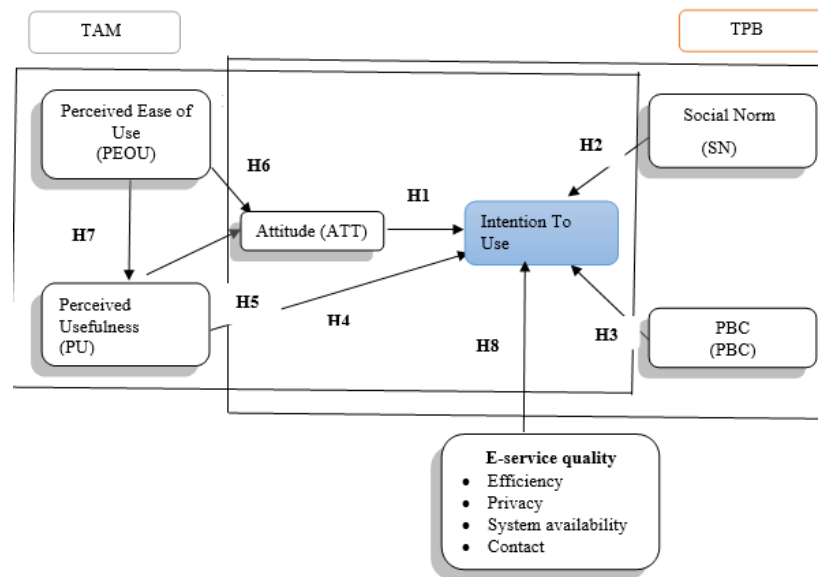 TAM
TPB
Perceived Ease of
Use
(PEOU)
Social Norm
(SN)
H2
H6
H1
Attitude (ATT)
Intention To
Use
H7
Perceived
Usefulness
(PU)
H5
H4
H8
H3
PBC
(PBC)
E-service quality
• Efficiency
• Privacy
• System availability
• Contact